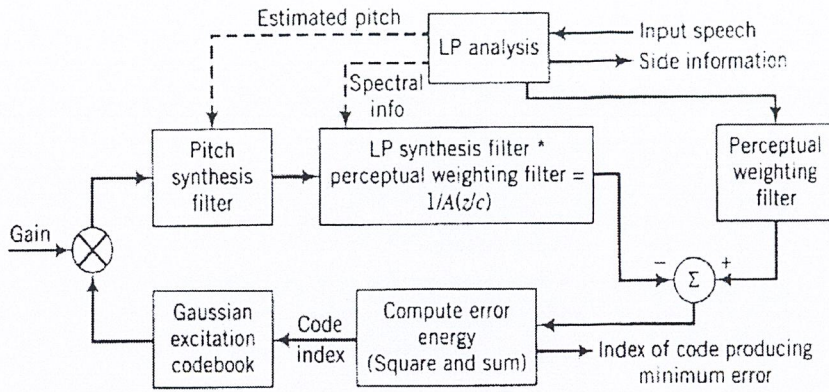 Estimated pitch
LP analysis
Input speech
Side information
Spectral
info
Pitch
synthesis
filter
LP synthesis filter *
perceptual weighting filter =
1/A(z/c)
Perceptual
weighting
filter
Gain
− +
Σ
Gaussian
excitation
codebook
Code
index
Compute error
energy
(Square and sum)
Index of code producing
minimum error